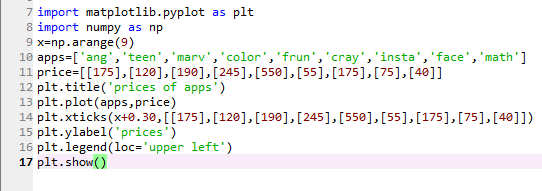 7 import matplotlib.pyplot as plt
8 import numpy as np
9 x=np.arange(9)
10 apps=['ang','teen','marv','color','frun','cray','insta','face','math']
11 price=[[175],[120],[190],[245],[550],[55],[175],[75],[40]]
12 plt.title('prices of apps')
13 plt.plot(apps,price)
14 plt.xticks(x+0.30,[[175],[120],[190],[245],[550],[55],[175],[75],[40]])
15 plt.ylabel('prices')
16 plt.legend(loc='upper left')
17 plt.show()